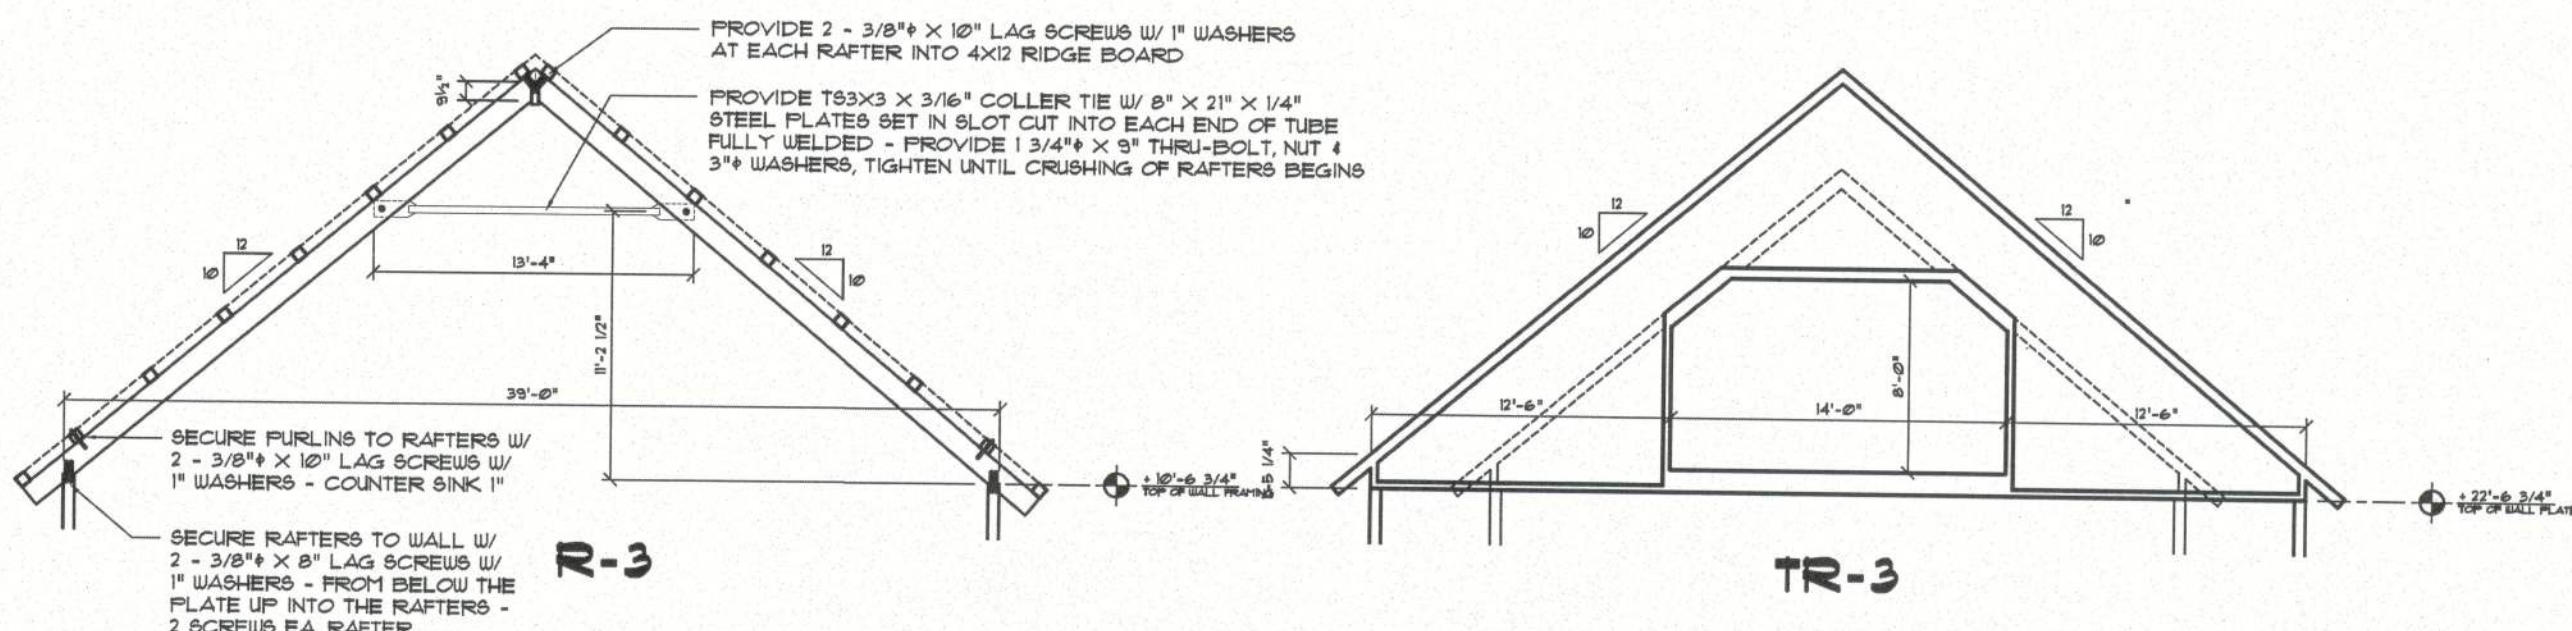 PROVIDE 2 - 3/8"φ X 10" LAG SCREWS W/ 1" WASHERS
AT EACH RAFTER INTO 4X12 RIDGE BOARD
PROVIDE TS3X3 X 3/16" COLLER TIE W/ 8" X 21" X 1/4"
STEEL PLATES SET IN SLOT CUT INTO EACH END OF TUBE
FULLY WELDED - PROVIDE 1 3/4"φ X 9" THRU-BOLT, NUT &
3"φ WASHERS, TIGHTEN UNTIL CRUSHING OF RAFTERS BEGINS
9½"
12
10
13'-4"
12
10
11'-2 1/2"
39'-0"
SECURE PURLINS TO RAFTERS W/
2 - 3/8"φ X 10" LAG SCREWS W/
1" WASHERS - COUNTER SINK 1"
SECURE RAFTERS TO WALL W/
2 - 3/8"φ X 8" LAG SCREWS W/
1" WASHERS - FROM BELOW THE
PLATE UP INTO THE RAFTERS -
2 SCREWS EA. RAFTER
+ 10'-6 3/4"
TOP OF WALL FRAMING
R-3
12
10
12
10
8'-0"
12'-6"
14'-0"
12'-6"
-5 1/4"
+ 22'-6 3/4"
TOP OF WALL PLATE
TR-3